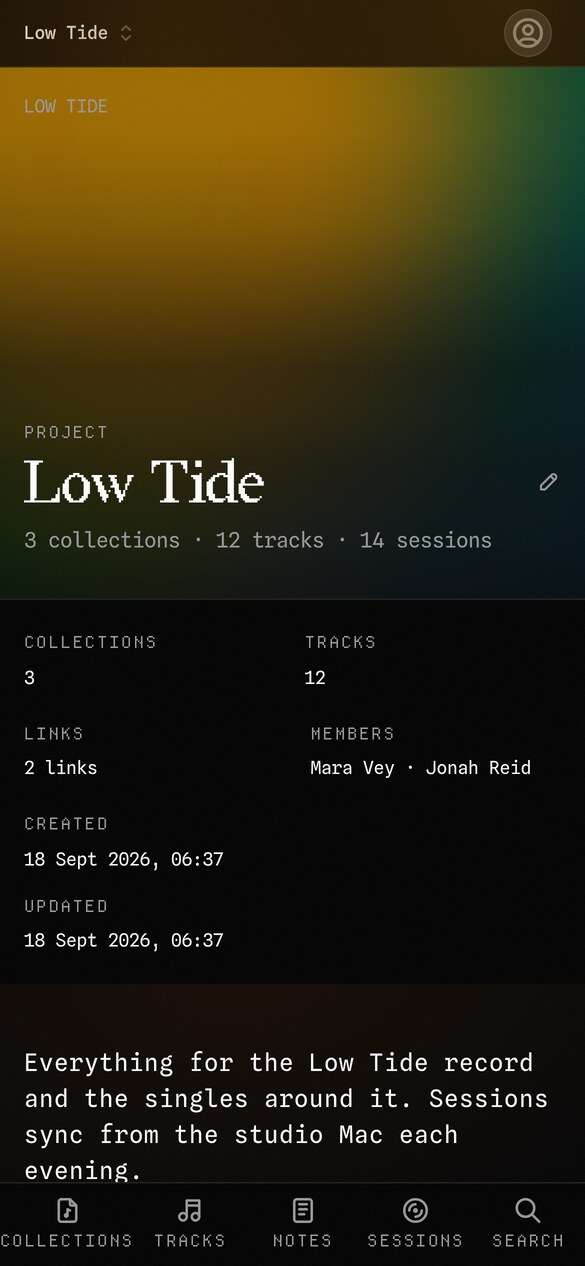 Low Tide
LOW TIDE
PROJECT
Low Tide
3 collections · 12 tracks · 14 sessions
COLLECTIONS
3
TRACKS
12
LINKS
2 links
MEMBERS
Mara Vey · Jonah Reid
CREATED
18 Sept 2026, 06:37
UPDATED
18 Sept 2026, 06:37
Everything for the Low Tide record
and the singles around it. Sessions
sync from the studio Mac each
evening.
COLLECTIONS
TRACKS
NOTES
SESSIONS
SEARCH